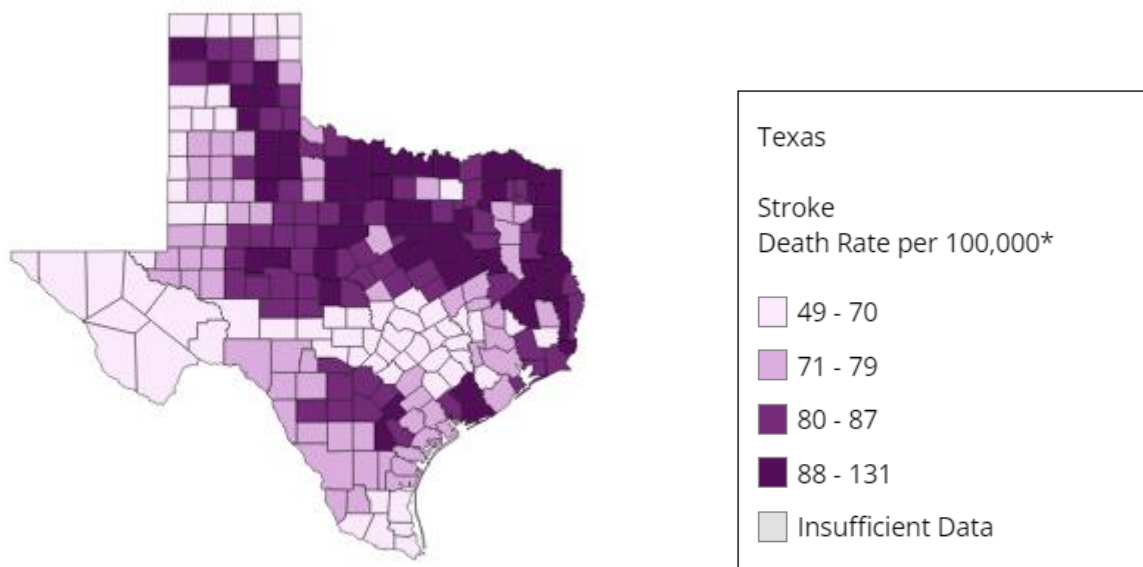 Texas
Stroke
Death Rate per 100,000*
49 - 70
71 - 79
80 - 87
88 - 131
Insufficient Data